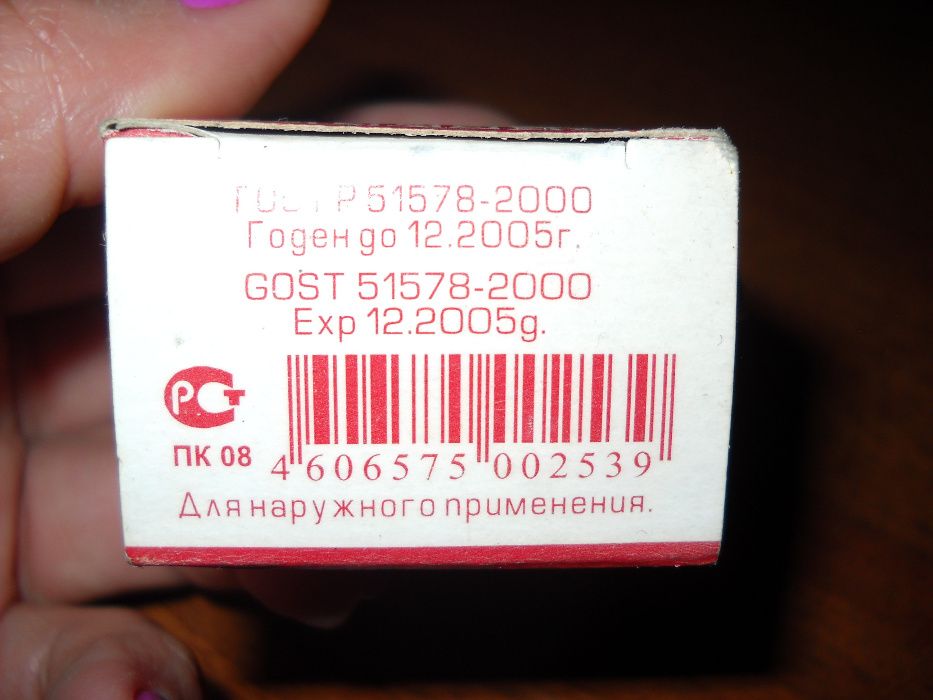 ГОСТ Р 51578-2000
Годен до 12.2005г.
GOST 51578-2000
Exp 12.2005g.
РСТ
ПК 08
4 606575 002539
Для наружного применения.